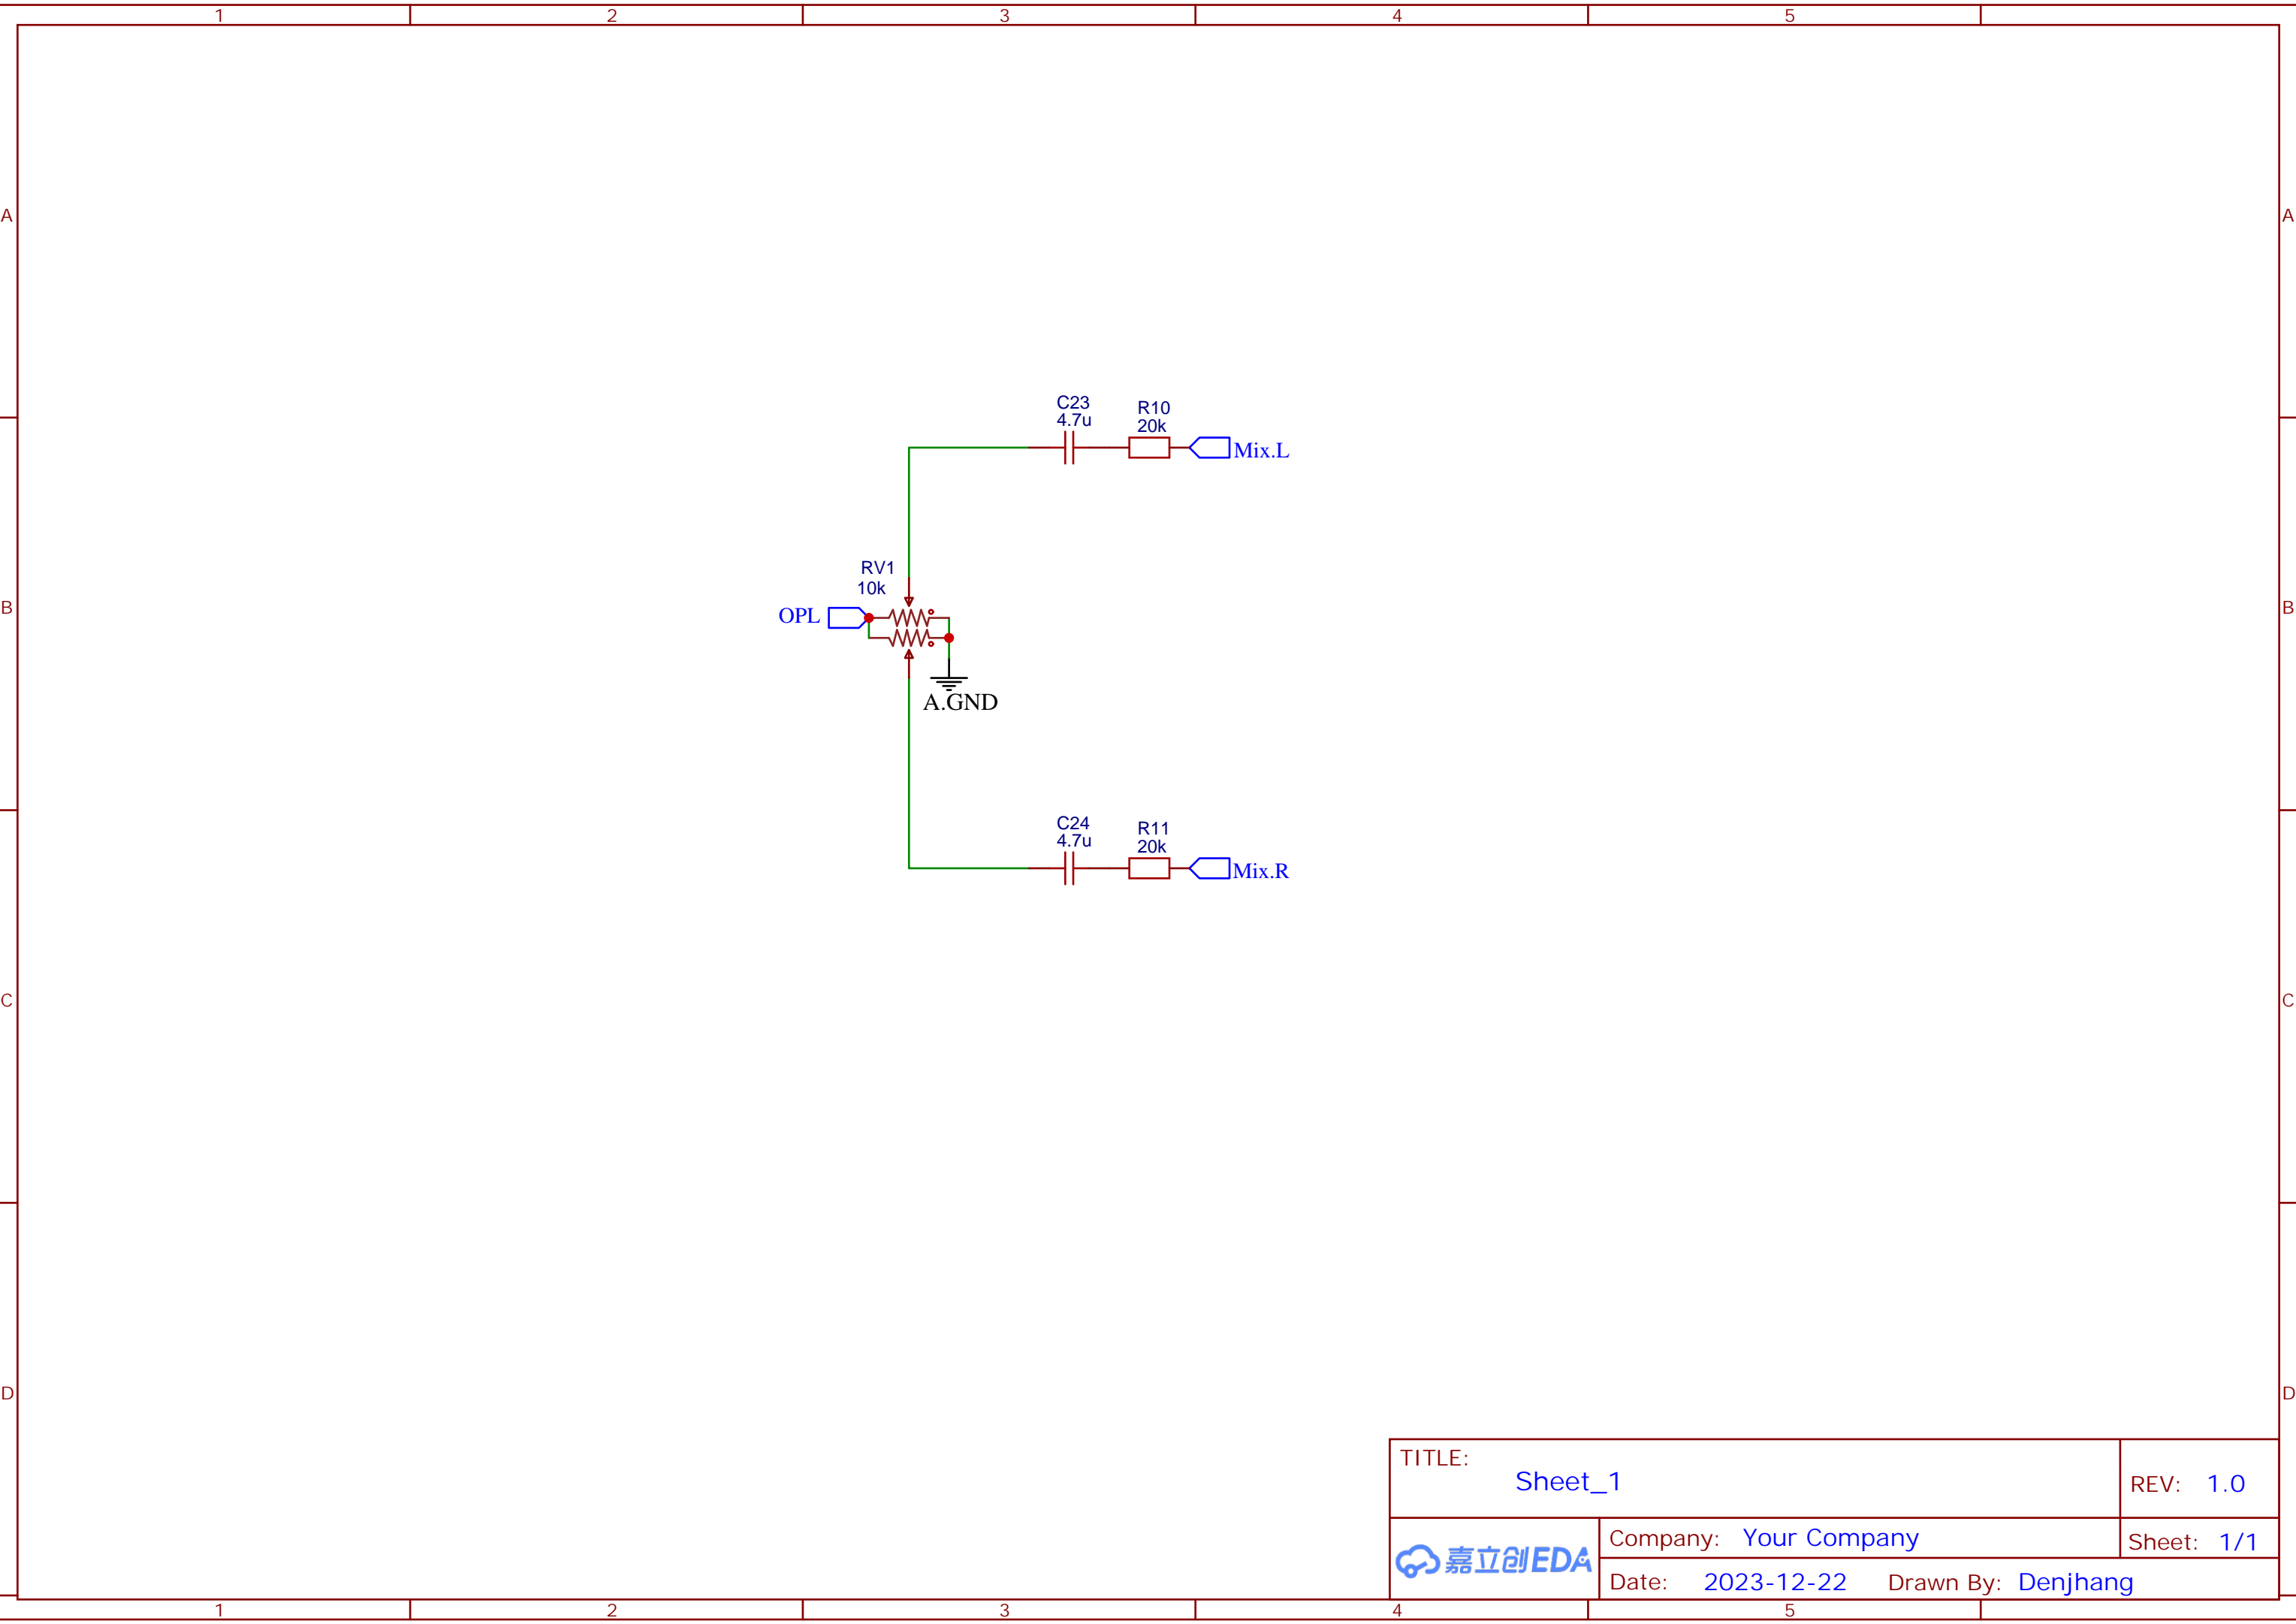 1 2 3 4 5
A A
C23
4.7u
R10
20k
Mix.L
RV1
10k
OPL
B B
A.GND
C24
4.7u
R11
20k
Mix.R
C C
D D
TITLE:
Sheet_1
REV: 1.0
嘉立创EDA
Company: Your Company
Sheet: 1/1
Date: 2023-12-22 Drawn By: Denjhang
1 2 3 4 5